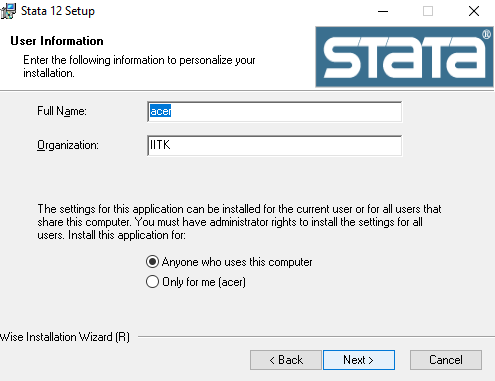 Stata 12 Setup
User Information
Enter the following information to personalize your
installation.
STATA®
Full Name:
acer
Organization:
IITK
The settings for this application can be installed for the current user or for all users that
share this computer. You must have administrator rights to install the settings for all
users. Install this application for:
Anyone who uses this computer
Only for me (acer)
Wise Installation Wizard (R)
< Back
Next >
Cancel